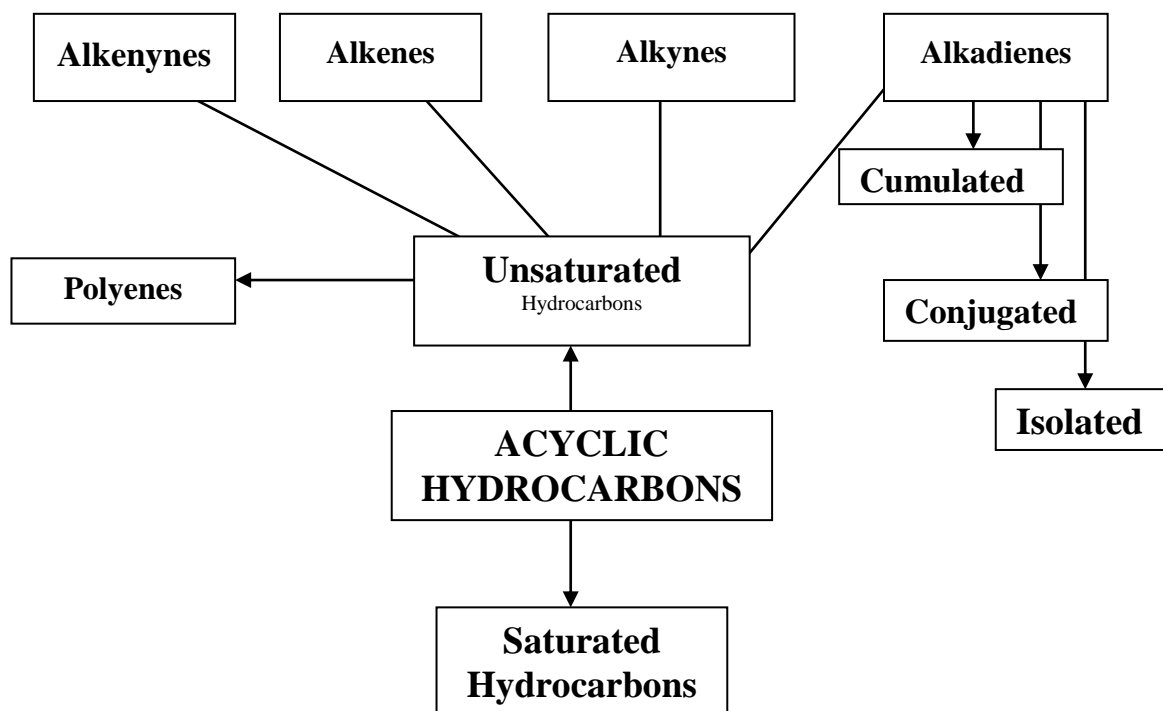 Alkenynes
Alkenes
Alkynes
Alkadienes
Cumulated
Unsaturated
Hydrocarbons
Polyenes
Conjugated
Isolated
ACYCLIC
HYDROCARBONS
Saturated
Hydrocarbons